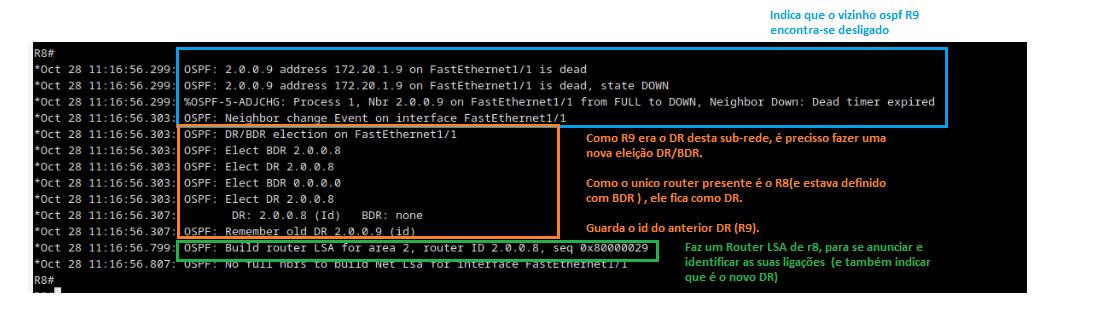 Indica que o vizinho ospf R9
encontra-se desligado
R8#
*Oct 28 11:16:56.299: OSPF: 2.0.0.9 address 172.20.1.9 on FastEthernet1/1 is dead
*Oct 28 11:16:56.299: OSPF: 2.0.0.9 address 172.20.1.9 on FastEthernet1/1 is dead, state DOWN
*Oct 28 11:16:56.299: %OSPF-5-ADJCHG: Process 1, Nbr 2.0.0.9 on FastEthernet1/1 from FULL to DOWN, Neighbor Down: Dead timer expired
*Oct 28 11:16:56.303: OSPF: Neighbor change Event on interface FastEthernet1/1
*Oct 28 11:16:56.303: OSPF: DR/BDR election on FastEthernet1/1
*Oct 28 11:16:56.303: OSPF: Elect BDR 2.0.0.8
*Oct 28 11:16:56.303: OSPF: Elect DR 2.0.0.8
*Oct 28 11:16:56.303: OSPF: Elect BDR 0.0.0.0
*Oct 28 11:16:56.303: OSPF: Elect DR 2.0.0.8
*Oct 28 11:16:56.307: DR: 2.0.0.8 (Id) BDR: none
*Oct 28 11:16:56.307: OSPF: Remember old DR 2.0.0.9 (id)
*Oct 28 11:16:56.799: OSPF: Build router LSA for area 2, router ID 2.0.0.8, seq 0x80000029
*Oct 28 11:16:56.807: OSPF: No full nbrs to build Net Lsa for interface FastEthernet1/1
R8#
Como R9 era o DR desta sub-rede, é preciso fazer uma
nova eleição DR/BDR.
Como o unico router presente é o R8(e estava definido
com BDR ) , ele fica como DR.
Guarda o id do anterior DR (R9).
Faz um Router LSA de r8, para se anunciar e
identificar as suas ligações (e também indicar
que é o novo DR)